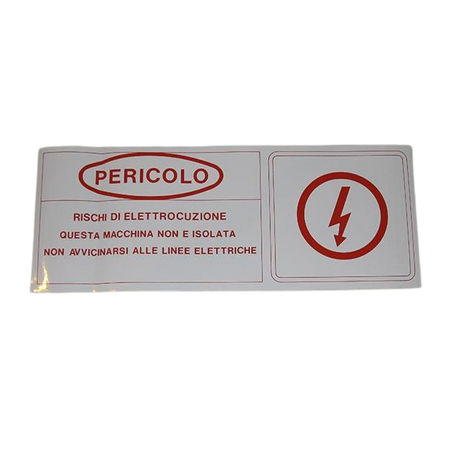 PERICOLO
RISCHI DI ELETTROCUZIONE
QUESTA MACCHINA NON E ISOLATA
NON AVVICINARSI ALLE LINEE ELETTRICHE